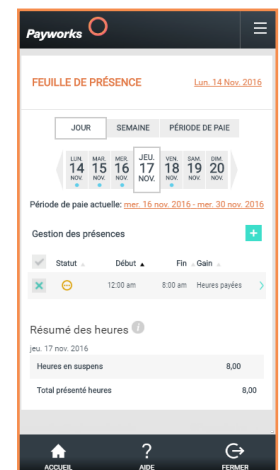 Payworks
FEUILLE DE PRÉSENCE Lun. 14 Nov. 2016
JOUR SEMAINE PÉRIODE DE PAIE
LUN. MAR. MER. JEU. VEN. SAM. DIM.
14 15 16 17 18 19 20
NOV. NOV. NOV. NOV. NOV. NOV. NOV.
Période de paie actuelle: mer. 16 nov. 2016 - mer. 30 nov. 2016
Gestion des présences
Statut Début Fin Gain
12:00 am 8:00 am Heures payées
Résumé des heures
jeu. 17 nov. 2016
Heures en suspens 8,00
Total présenté heures 8,00
ACCUEIL AIDE FERMER